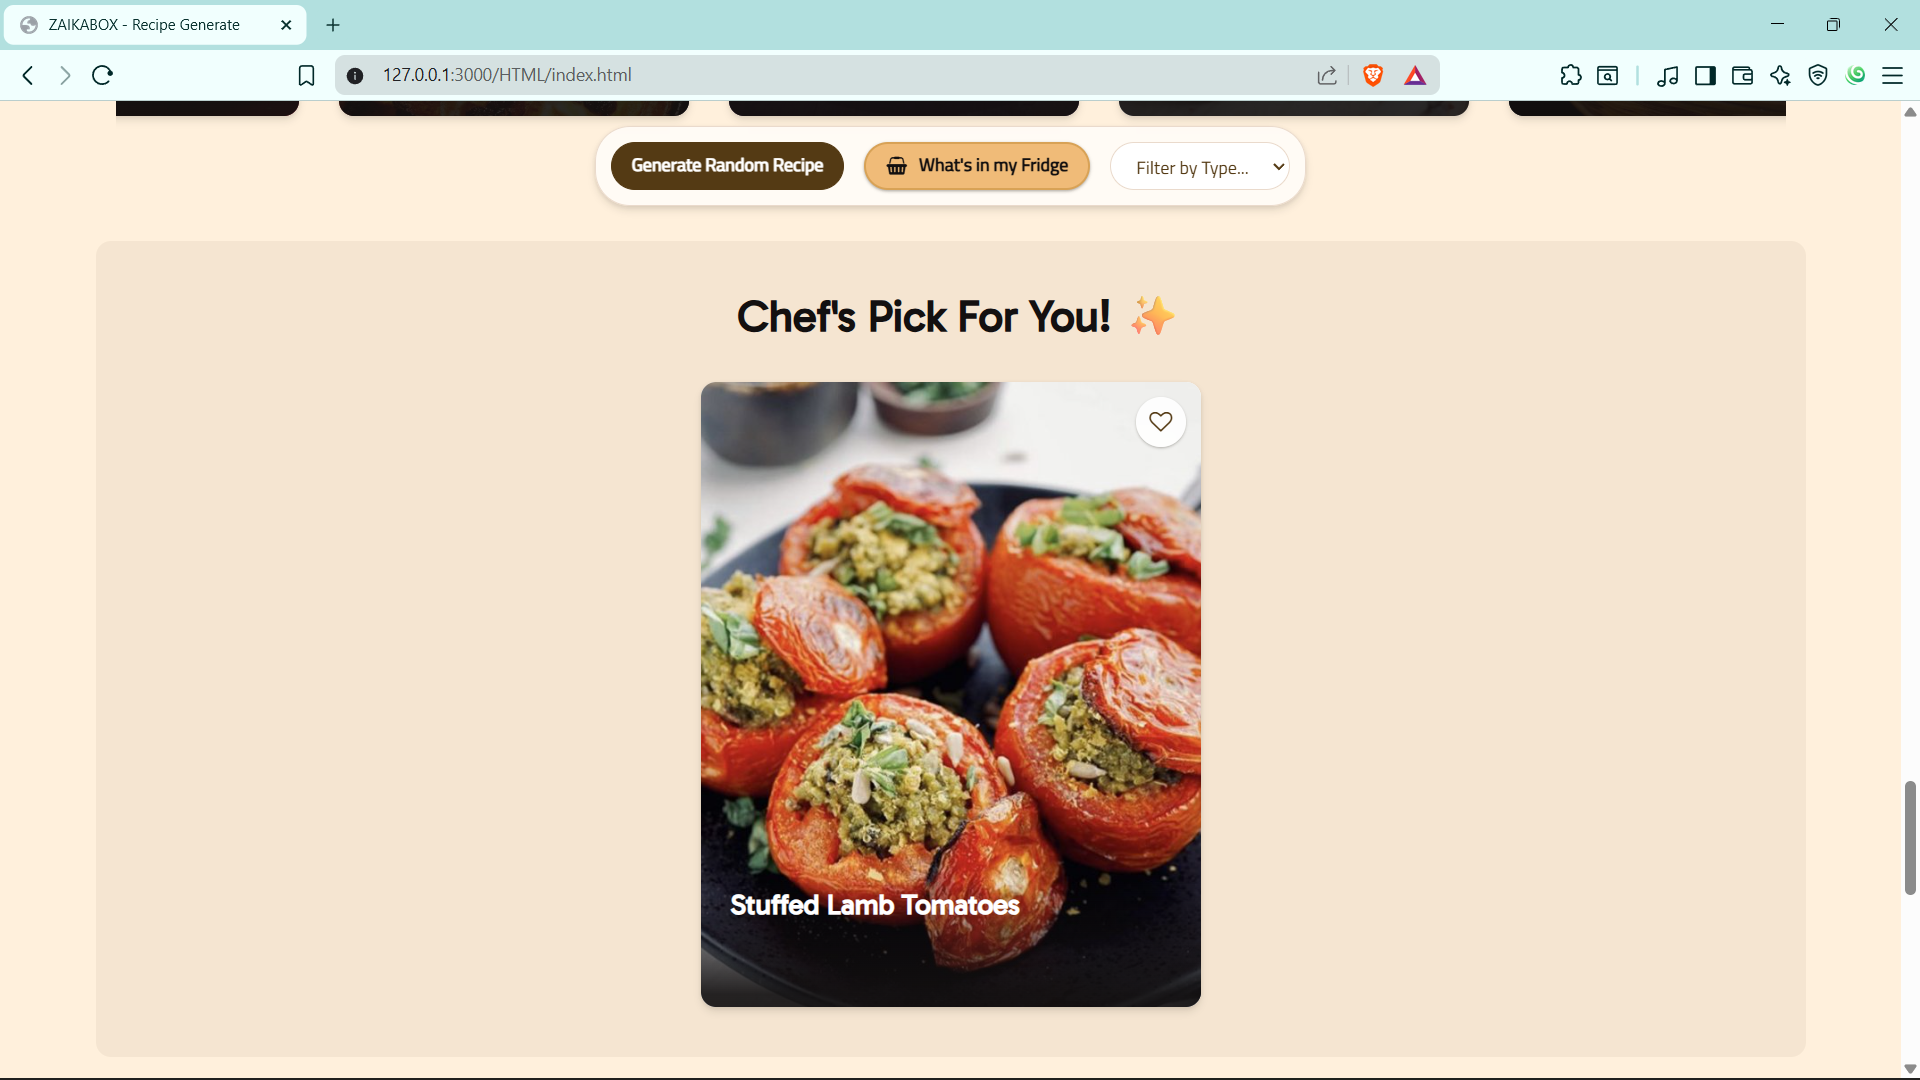 ZAIKABOX - Recipe Generate
127.0.0.1:3000/HTML/index.html
Generate Random Recipe
What's in my Fridge
Filter by Type...
Chef's Pick For You! ✨
Stuffed Lamb Tomatoes